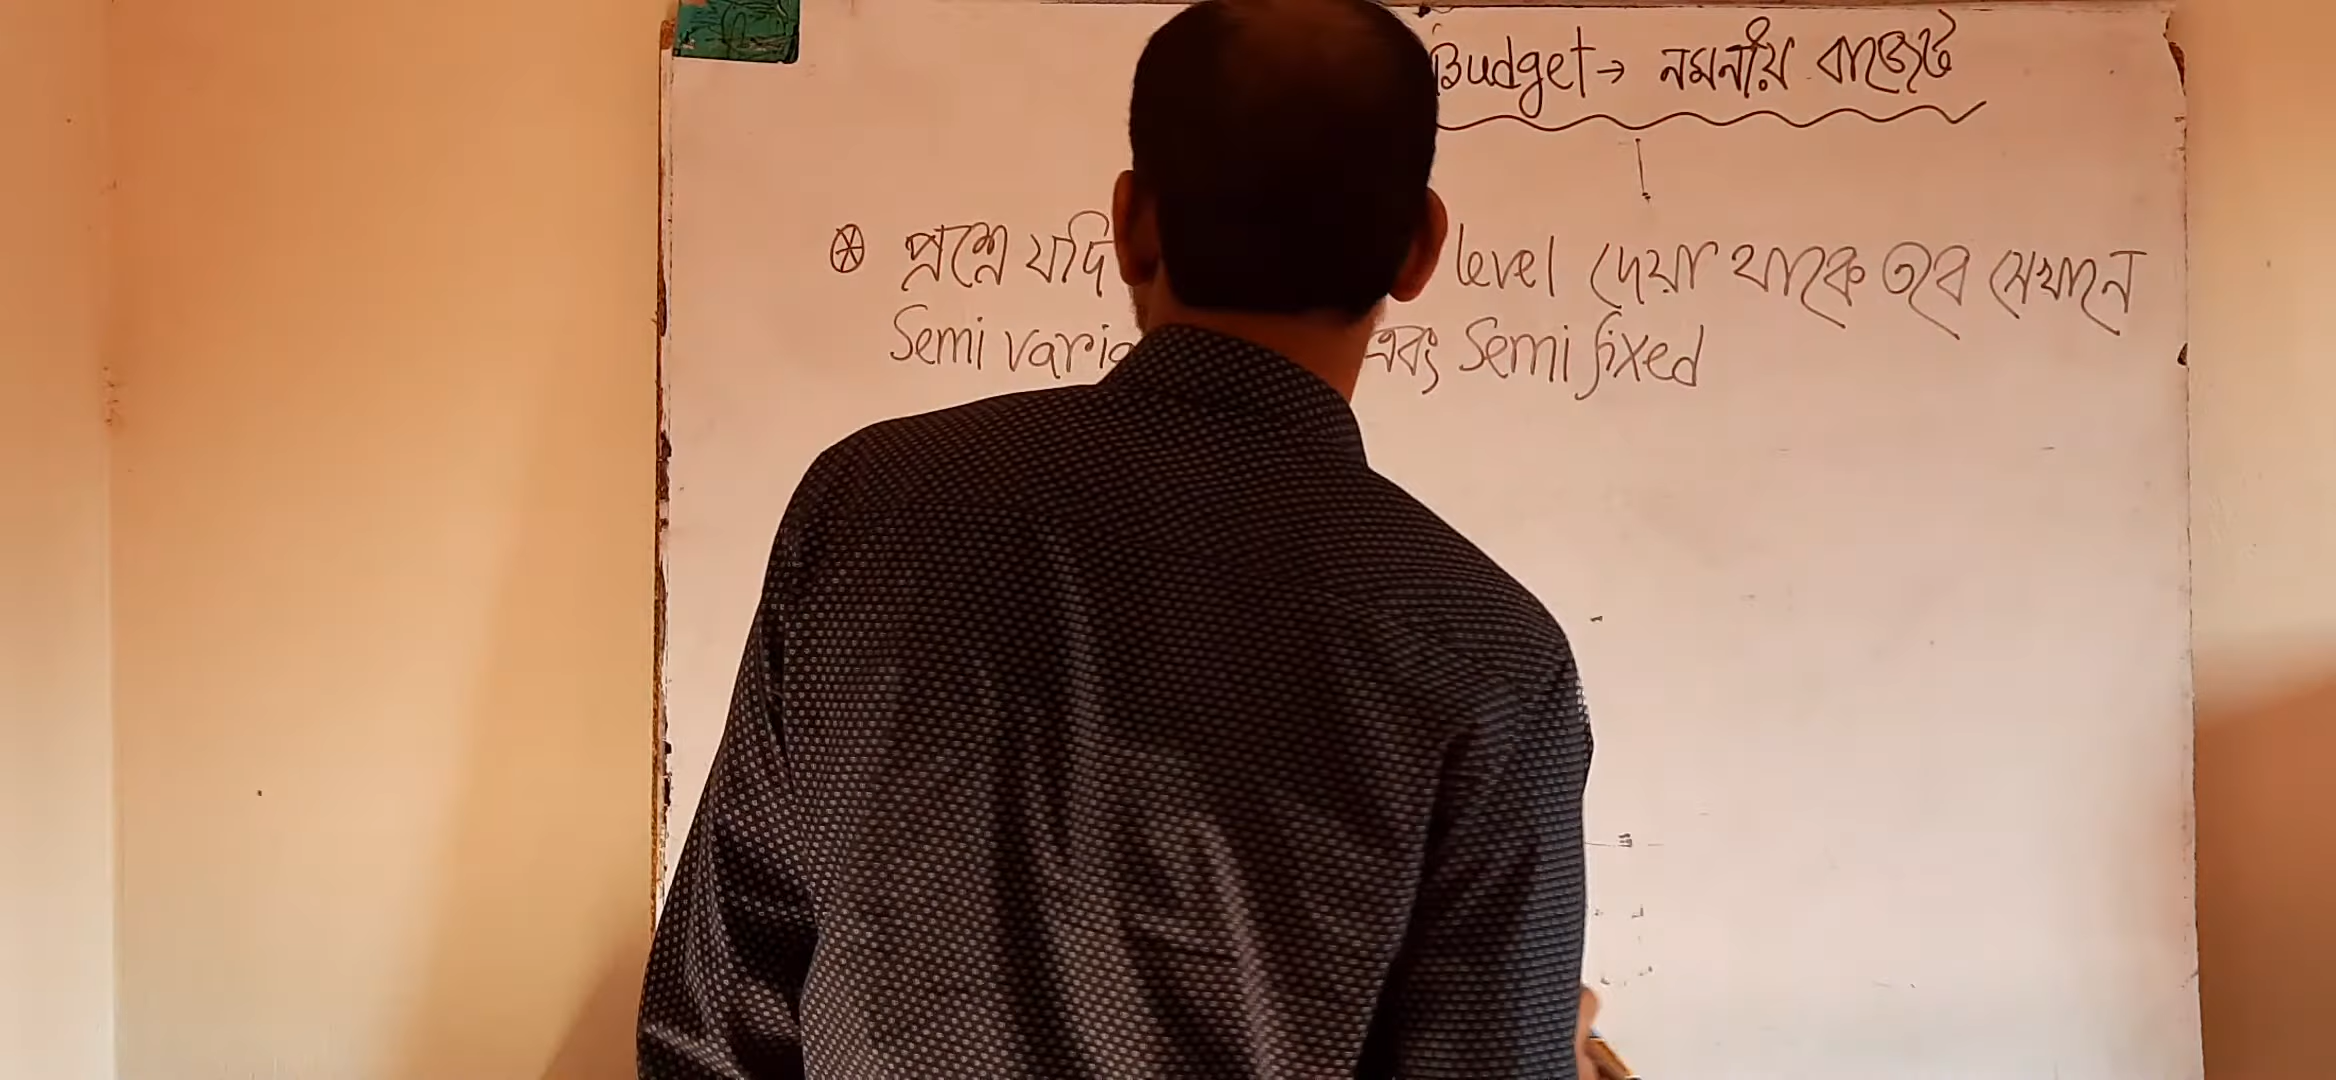 Budget → নমনীয় বাজেট
প্রশ্নে যদি level দেয়া থাকে তবে সেখানে
Semi এবং Semi fixed